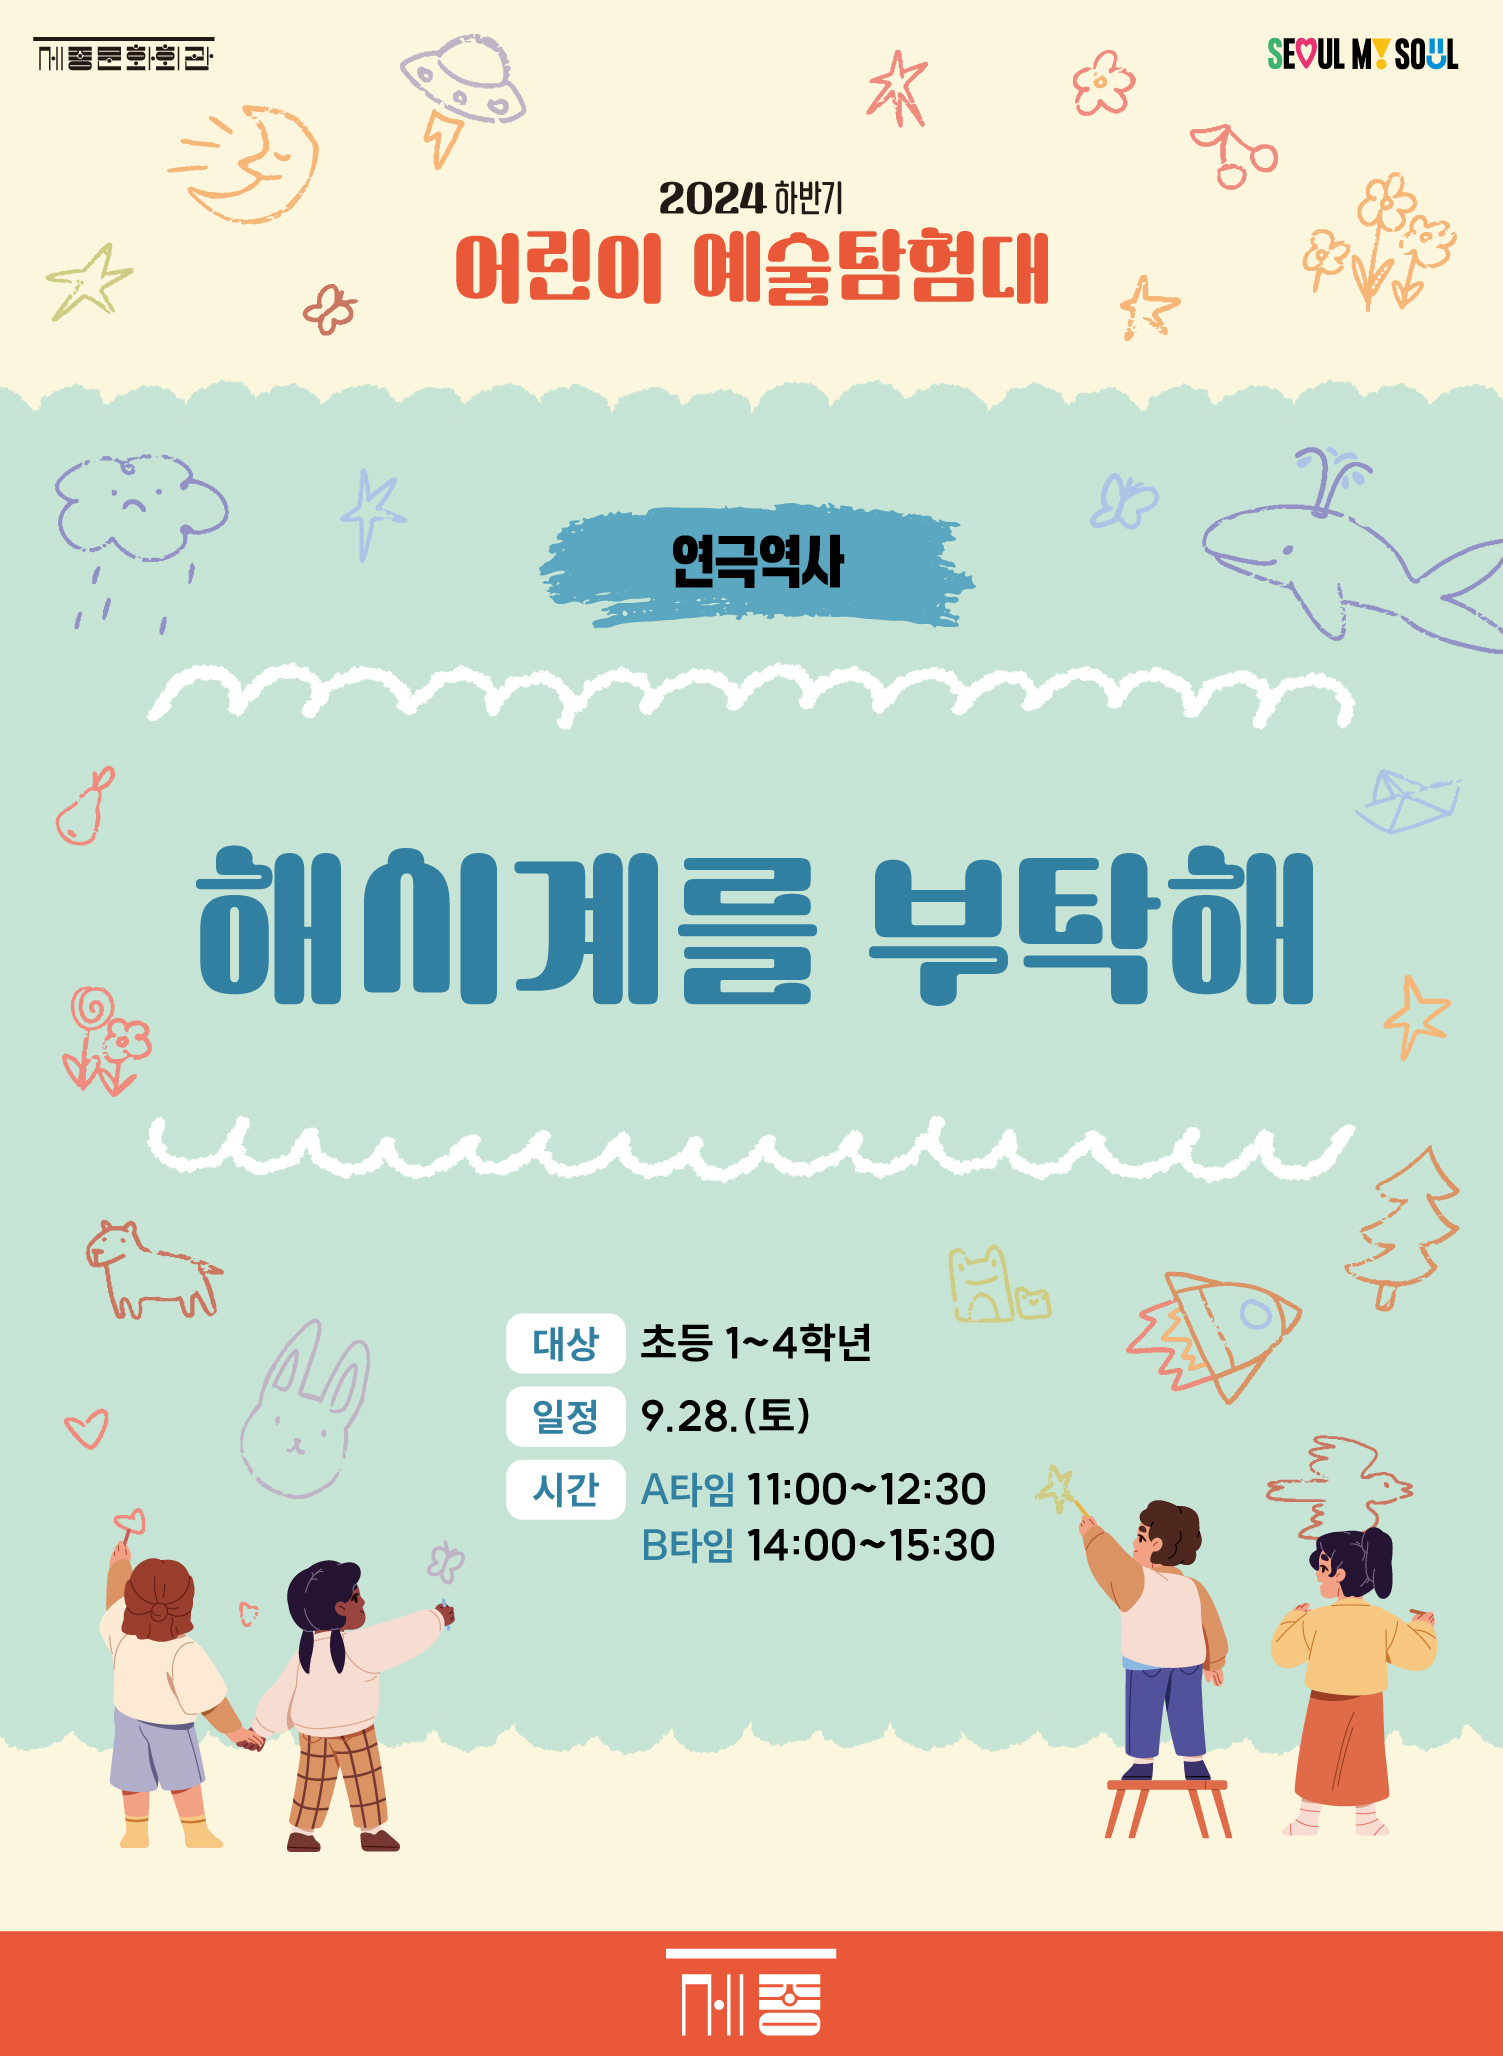 세종문화회관
SEOUL MY SOUL
2024 하반기
어린이 예술탐험대
연극역사
해시계를 부탁해
대상 초등 1~4학년
일정 9.28.(토)
시간 A타임 11:00~12:30
B타임 14:00~15:30
세종